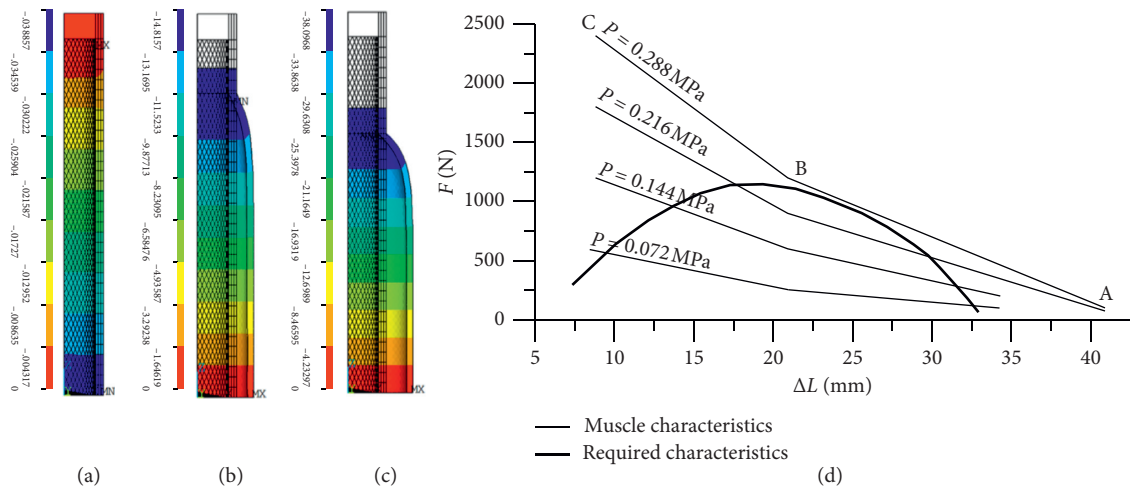 −.038857
−.034539
−.030222
−.025904
−.021587
−.01727
−.012952
−.008635
−.004317
0
MX
MN
(a)
−14.8157
−13.1695
−11.5233
−9.87713
−8.23095
−6.58476
−4.93587
−3.29238
−1.64619
0
MN
MX
(b)
−38.0968
−33.8638
−29.6308
−25.3978
−21.1649
−16.9319
−12.6989
−8.46595
−4.23297
0
MX
(c)
2500
2000
1500
1000
500
0
F (N)
C
P = 0.288 MPa
P = 0.216 MPa
B
P = 0.144 MPa
P = 0.072 MPa
A
5 10 15 20 25 30 35 40
ΔL (mm)
Muscle characteristics
Required characteristics
(d)